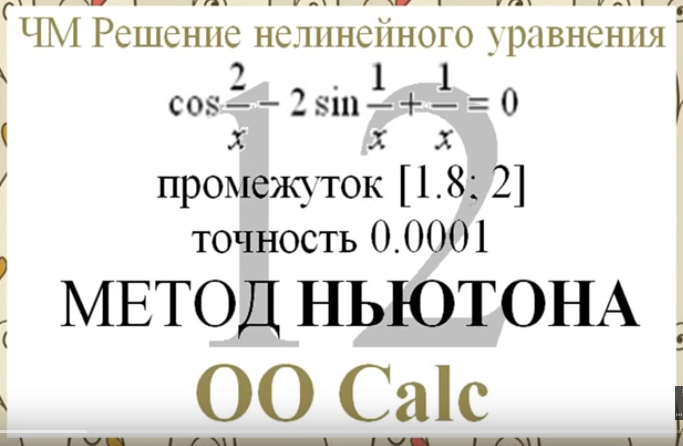 ЧМ Решение нелинейного уравнения
cos 2/x - 2 sin 1/x + 1/x = 0
промежуток [1.8; 2]
точность 0.0001
МЕТОД НЬЮТОНА
OO Calc
12